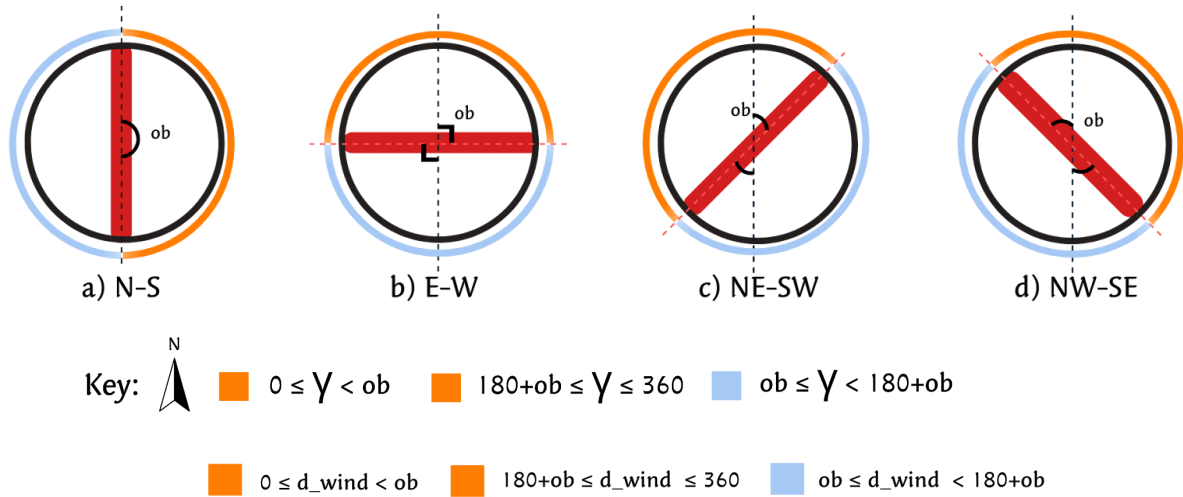 ob
ob
ob
ob
a) N-S
b) E-W
c) NE-SW
d) NW-SE
N
Key: 0 ≤ γ < ob 180+ob ≤ γ ≤ 360 ob ≤ γ < 180+ob
0 ≤ d_wind < ob 180+ob ≤ d_wind ≤ 360 ob ≤ d_wind < 180+ob